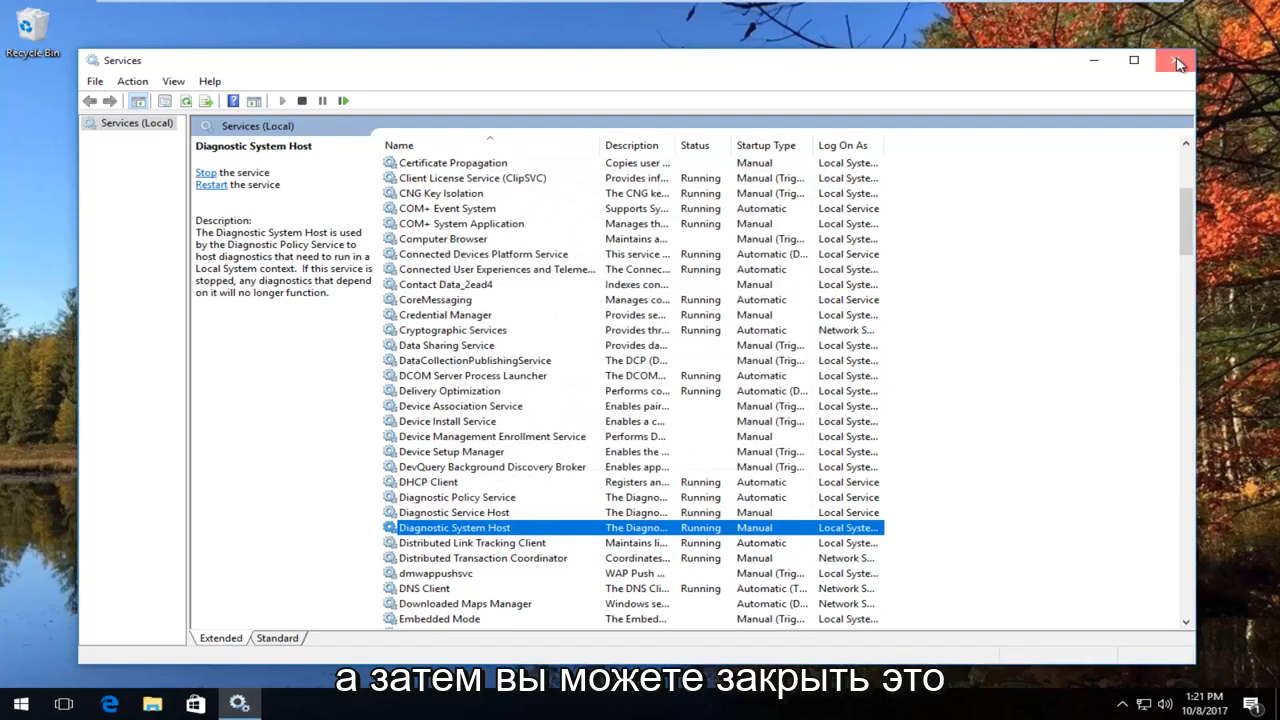 Recycle Bin
Services
File Action View Help
Services (Local)
Services (Local)
Diagnostic System Host
Stop the service
Restart the service
Description:
The Diagnostic System Host is used
by the Diagnostic Policy Service to
host diagnostics that need to run in a
Local System context. If this service is
stopped, any diagnostics that depend
on it will no longer function.
Name Description Status Startup Type Log On As
Certificate Propagation Copies user ... Manual Local Syste...
Client License Service (ClipSVC) Provides inf... Running Manual (Trig... Local Syste...
CNG Key Isolation The CNG ke... Running Manual (Trig... Local Syste...
COM+ Event System Supports Sy... Running Automatic Local Service
COM+ System Application Manages th... Running Manual Local Syste...
Computer Browser Maintains a... Manual (Trig... Local Syste...
Connected Devices Platform Service This service ... Running Automatic (D... Local Service
Connected User Experiences and Teleme... The Connec... Running Automatic Local Syste...
Contact Data_2ead4 Indexes con... Manual Local Syste...
CoreMessaging Manages co... Running Automatic Local Service
Credential Manager Provides se... Running Manual Local Syste...
Cryptographic Services Provides thr... Running Automatic Network S...
Data Sharing Service Provides da... Manual (Trig... Local Syste...
DataCollectionPublishingService The DCP (D... Manual (Trig... Local Syste...
DCOM Server Process Launcher The DCOM... Running Automatic Local Syste...
Delivery Optimization Performs co... Running Automatic (D... Local Syste...
Device Association Service Enables pair... Manual (Trig... Local Syste...
Device Install Service Enables a c... Manual (Trig... Local Syste...
Device Management Enrollment Service Performs D... Manual Local Syste...
Device Setup Manager Enables the ... Manual (Trig... Local Syste...
DevQuery Background Discovery Broker Enables app... Manual (Trig... Local Syste...
DHCP Client Registers an... Running Automatic Local Service
Diagnostic Policy Service The Diagno... Running Automatic Local Service
Diagnostic Service Host The Diagno... Running Manual Local Service
Diagnostic System Host The Diagno... Running Manual Local Syste...
Distributed Link Tracking Client Maintains li... Running Automatic Local Syste...
Distributed Transaction Coordinator Coordinates... Running Manual Network S...
dmwappushsvc WAP Push ... Manual (Trig... Local Syste...
DNS Client The DNS Cli... Running Automatic (T... Network S...
Downloaded Maps Manager Windows se... Automatic (D... Network S...
Embedded Mode The Embed... Manual (Trig... Local Syste...
Extended Standard
а затем вы можете закрыть это
1:21 PM
10/8/2017
1